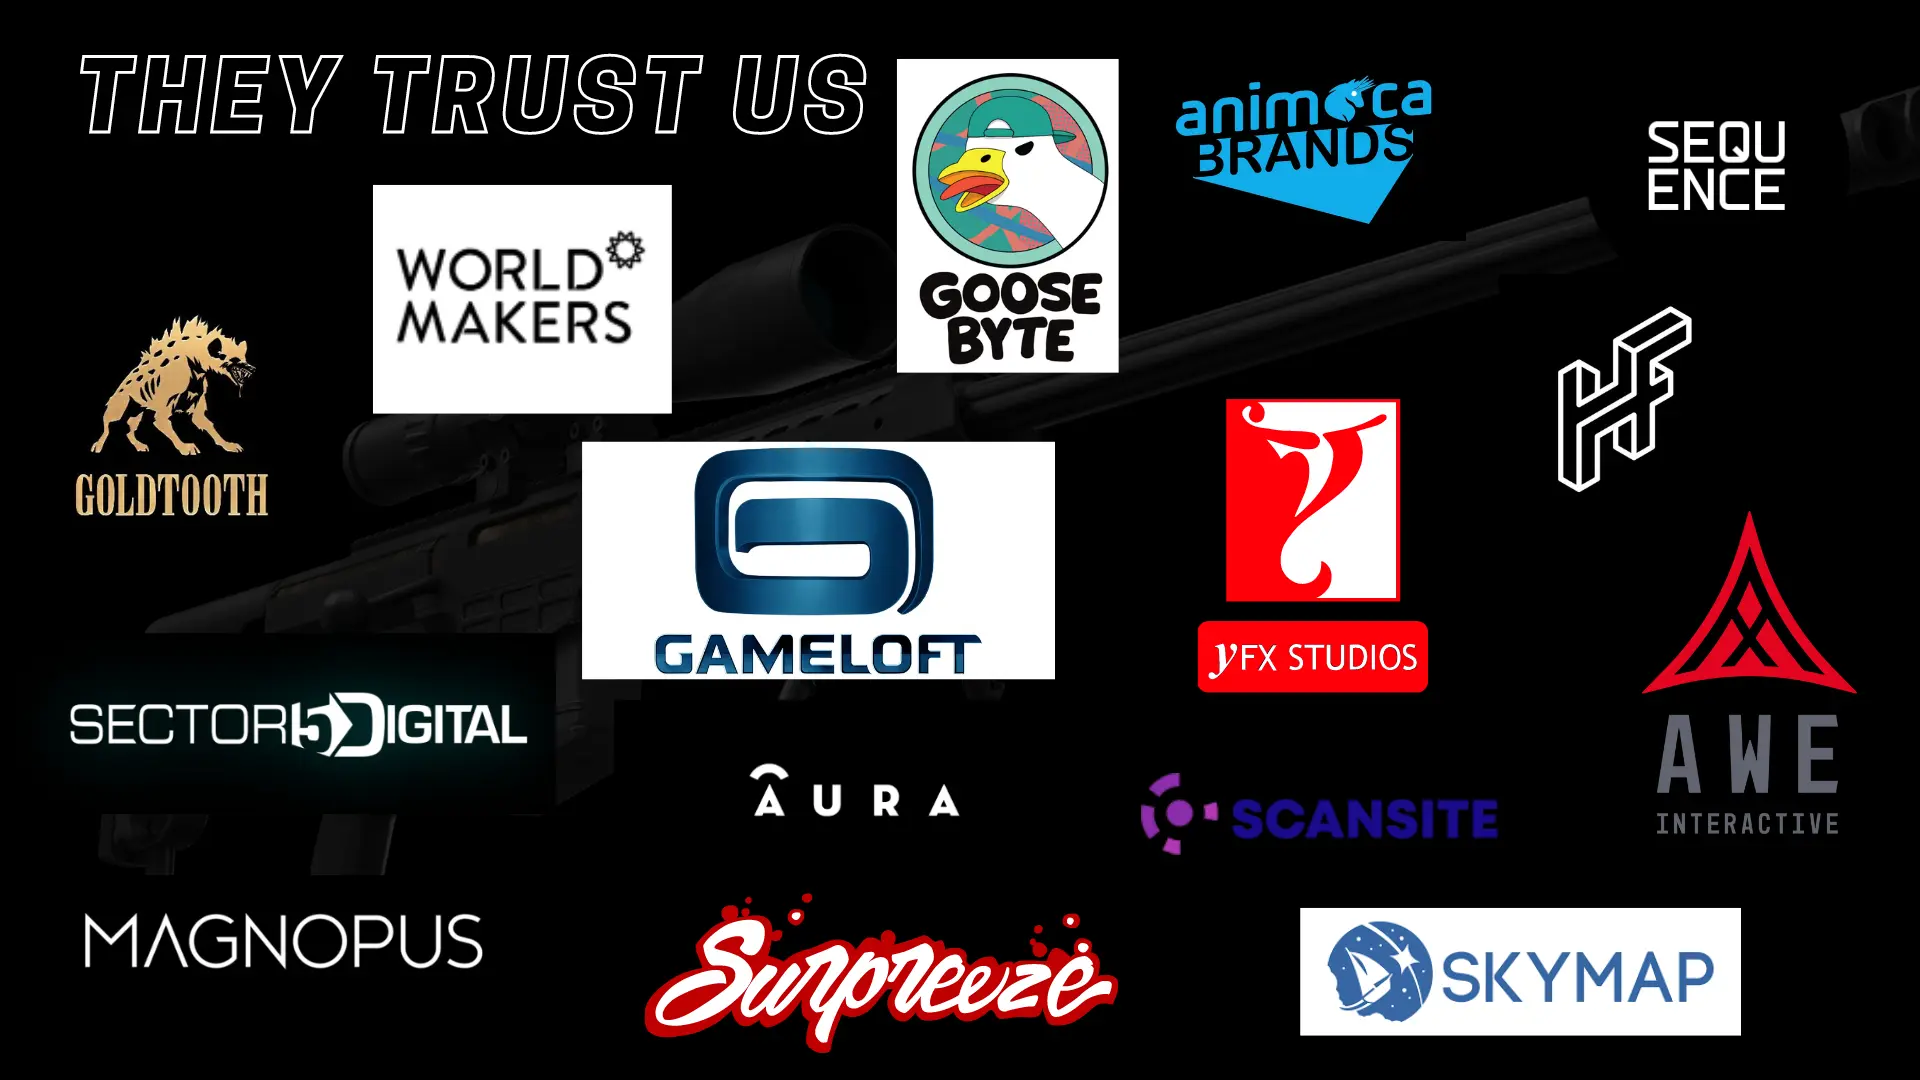 THEY TRUST US
GOOSE
BYTE
animoca
BRANDS
SEQU
ENCE
WORLD
MAKERS
GOLDTOOTH
HF
GAMELOFT
yFX STUDIOS
AWE
INTERACTIVE
SECTOR5DIGITAL
AURA
SCANSITE
MAGNOPUS
Surpreeze
SKYMAP